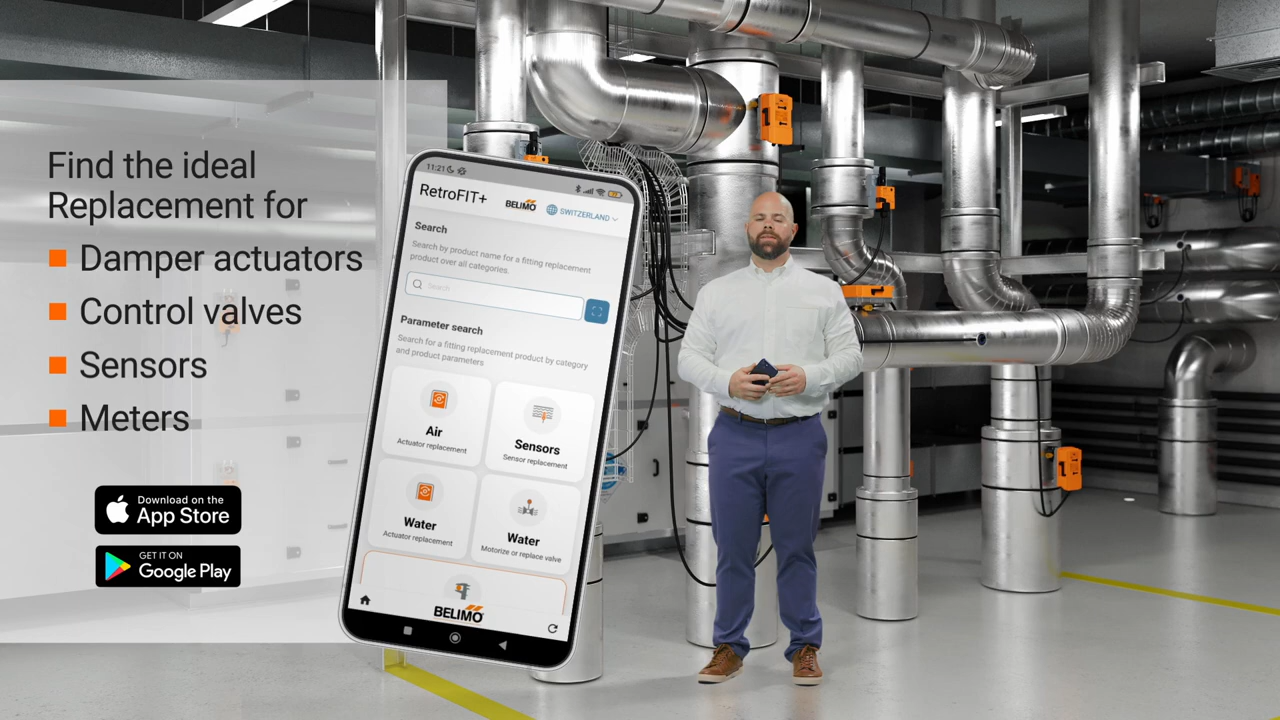 Find the ideal
Replacement for
Damper actuators
Control valves
Sensors
Meters
Download on the
App Store
GET IT ON
Google Play
11:21
RetroFIT+
BELIMO
SWITZERLAND
Search
Search by product name for a fitting replacement
product over all categories.
Search
Parameter search
Search for a fitting replacement product by category
and product parameters
Air
Actuator replacement
Sensors
Sensor replacement
Water
Actuator replacement
Water
Motorize or replace valve
BELIMO